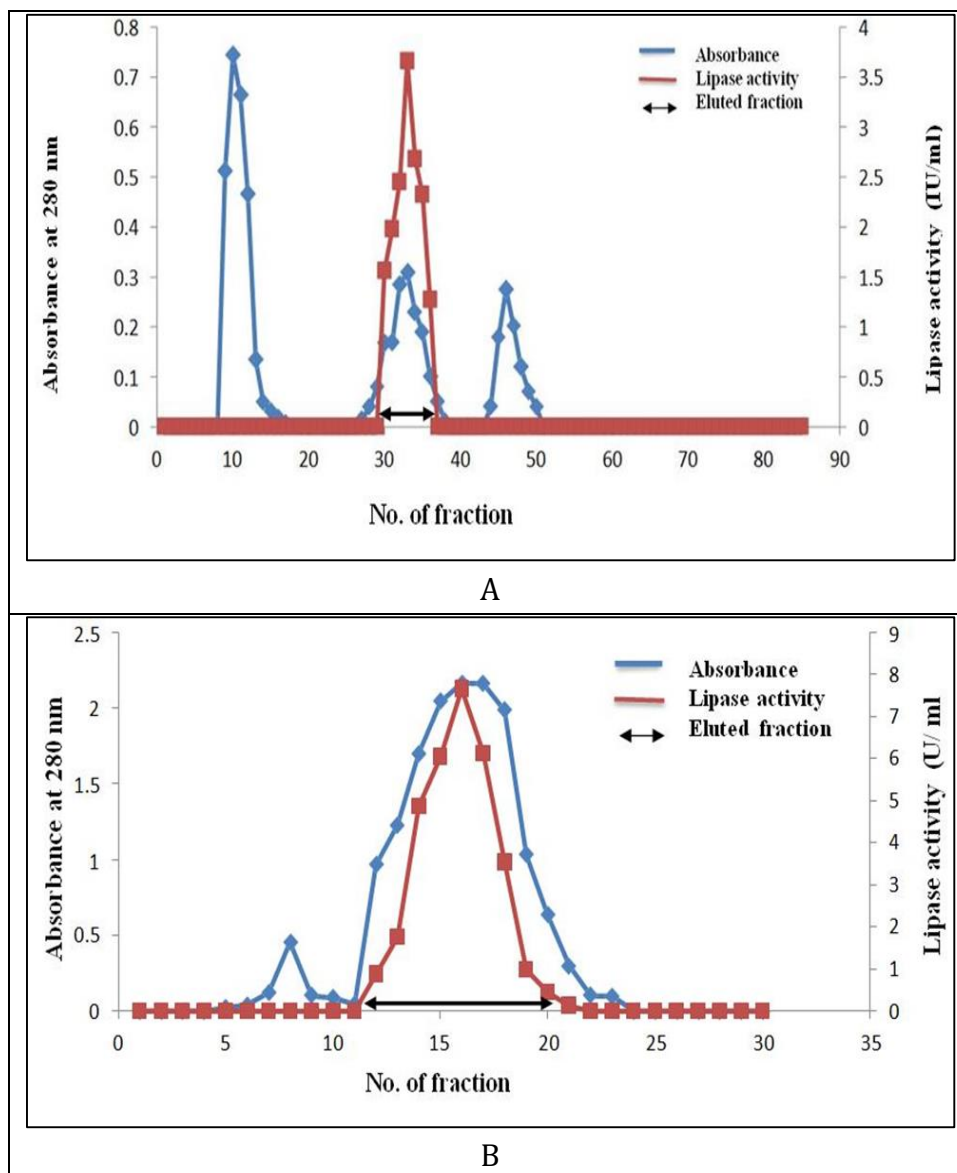 0.8
0.7
0.6
0.5
0.4
0.3
0.2
0.1
0
Absorbance at 280 nm
4
3.5
3
2.5
2
1.5
1
0.5
0
Lipase activity (IU/ml)
Absorbance
Lipase activity
Eluted fraction
0 10 20 30 40 50 60 70 80 90
No. of fraction
A
2.5
2
1.5
1
0.5
0
Absorbance at 280 nm
9
8
7
6
5
4
3
2
1
0
Lipase activity (U/ ml)
Absorbance
Lipase activity
Eluted fraction
0 5 10 15 20 25 30 35
No. of fraction
B